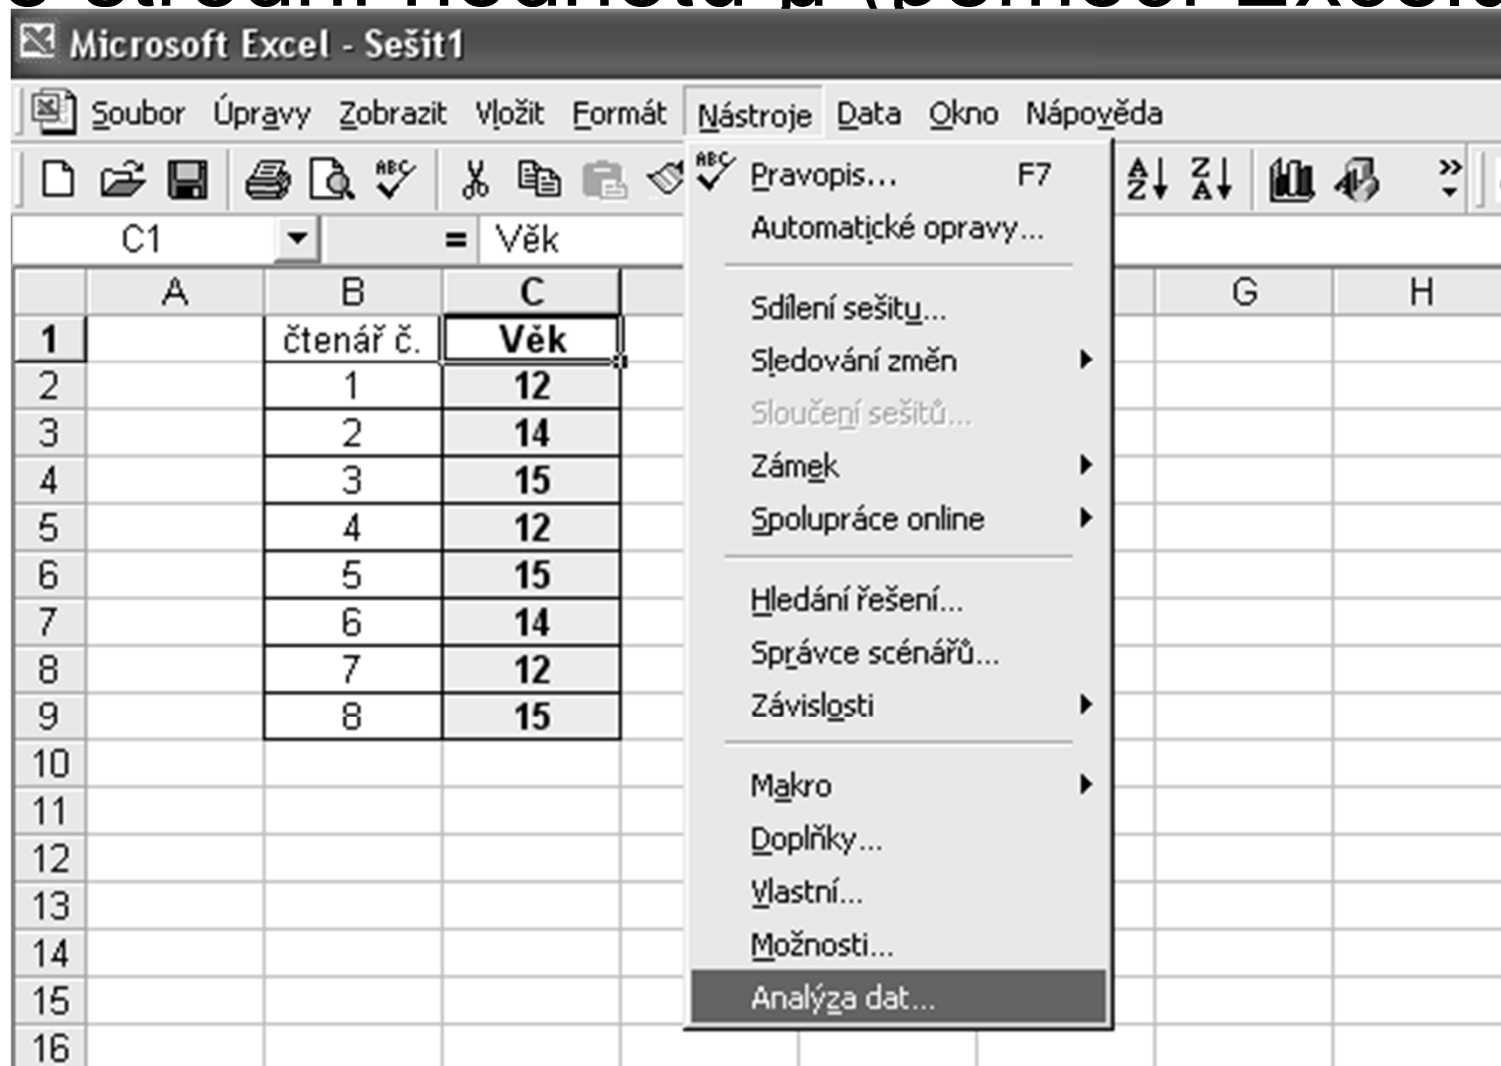 Microsoft Excel - Sešit1
Soubor Úpravy Zobrazit Vložit Formát Nástroje Data Okno Nápověda
C1 = Věk
A B C G H
1 čtenář č. Věk
2 1 12
3 2 14
4 3 15
5 4 12
6 5 15
7 6 14
8 7 12
9 8 15
10
11
12
13
14
15
16
ABC Pravopis... F7
Automatické opravy...
Sdílení sešitu...
Sledování změn
Sloučení sešitů...
Zámek
Spolupráce online
Hledání řešení...
Správce scénářů...
Závislosti
Makro
Doplňky...
Vlastní...
Možnosti...
Analýza dat...